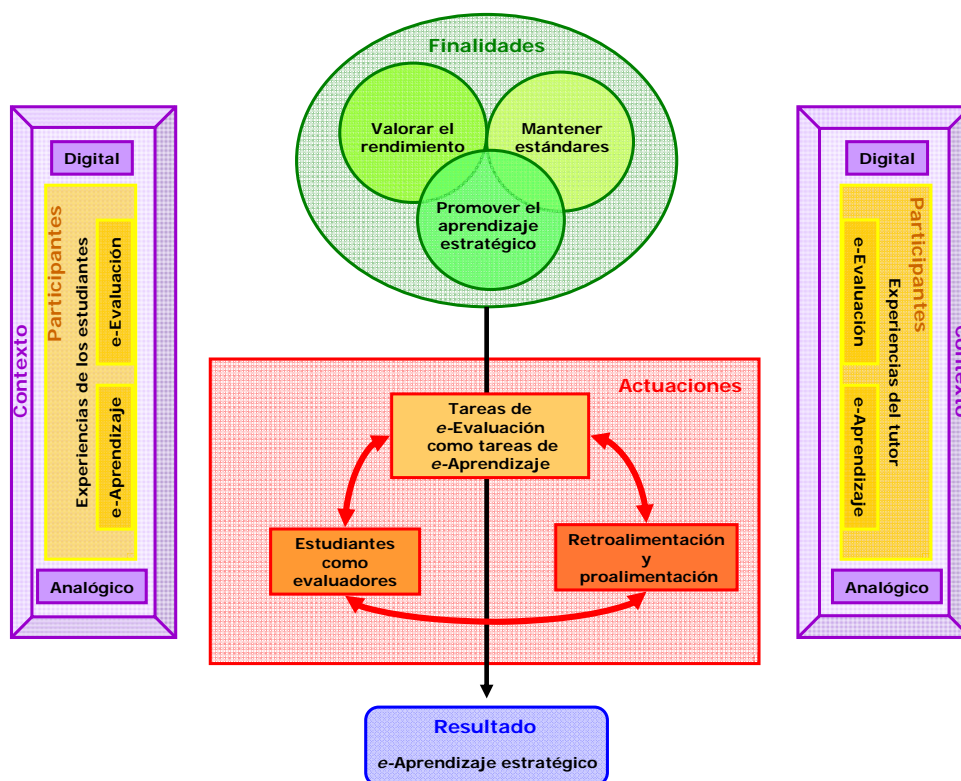 Finalidades
Valorar el
rendimiento
Mantener
estándares
Promover el
aprendizaje
estratégico
Contexto
Digital
Participantes
Experiencias de los estudiantes
e-Evaluación
e-Aprendizaje
Analógico
Actuaciones
Tareas de
e-Evaluación
como tareas de
e-Aprendizaje
Estudiantes
como
evaluadores
Retroalimentación
y
proalimentación
Digital
Participantes
e-Evaluación
Experiencias del tutor
e-Aprendizaje
Analógico
Contexto
Resultado
e-Aprendizaje estratégico